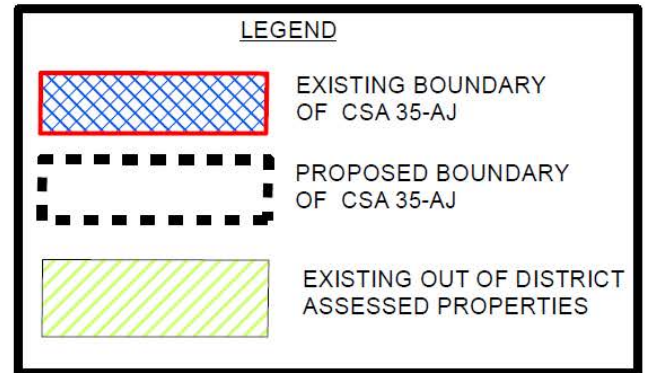 LEGEND
EXISTING BOUNDARY
OF CSA 35-AJ
PROPOSED BOUNDARY
OF CSA 35-AJ
EXISTING OUT OF DISTRICT
ASSESSED PROPERTIES